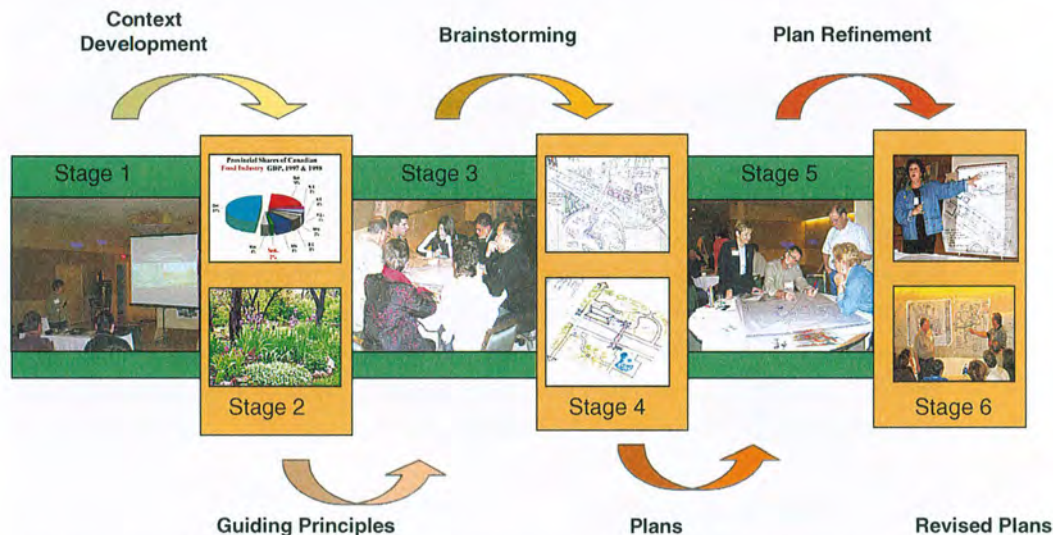 Context
Development
Brainstorming
Plan Refinement
Stage 1
Provincial Shares of Canadian
Food Industry GDP, 1997 & 1998
Stage 2
Stage 3
Stage 4
Stage 5
Stage 6
Guiding Principles
Plans
Revised Plans